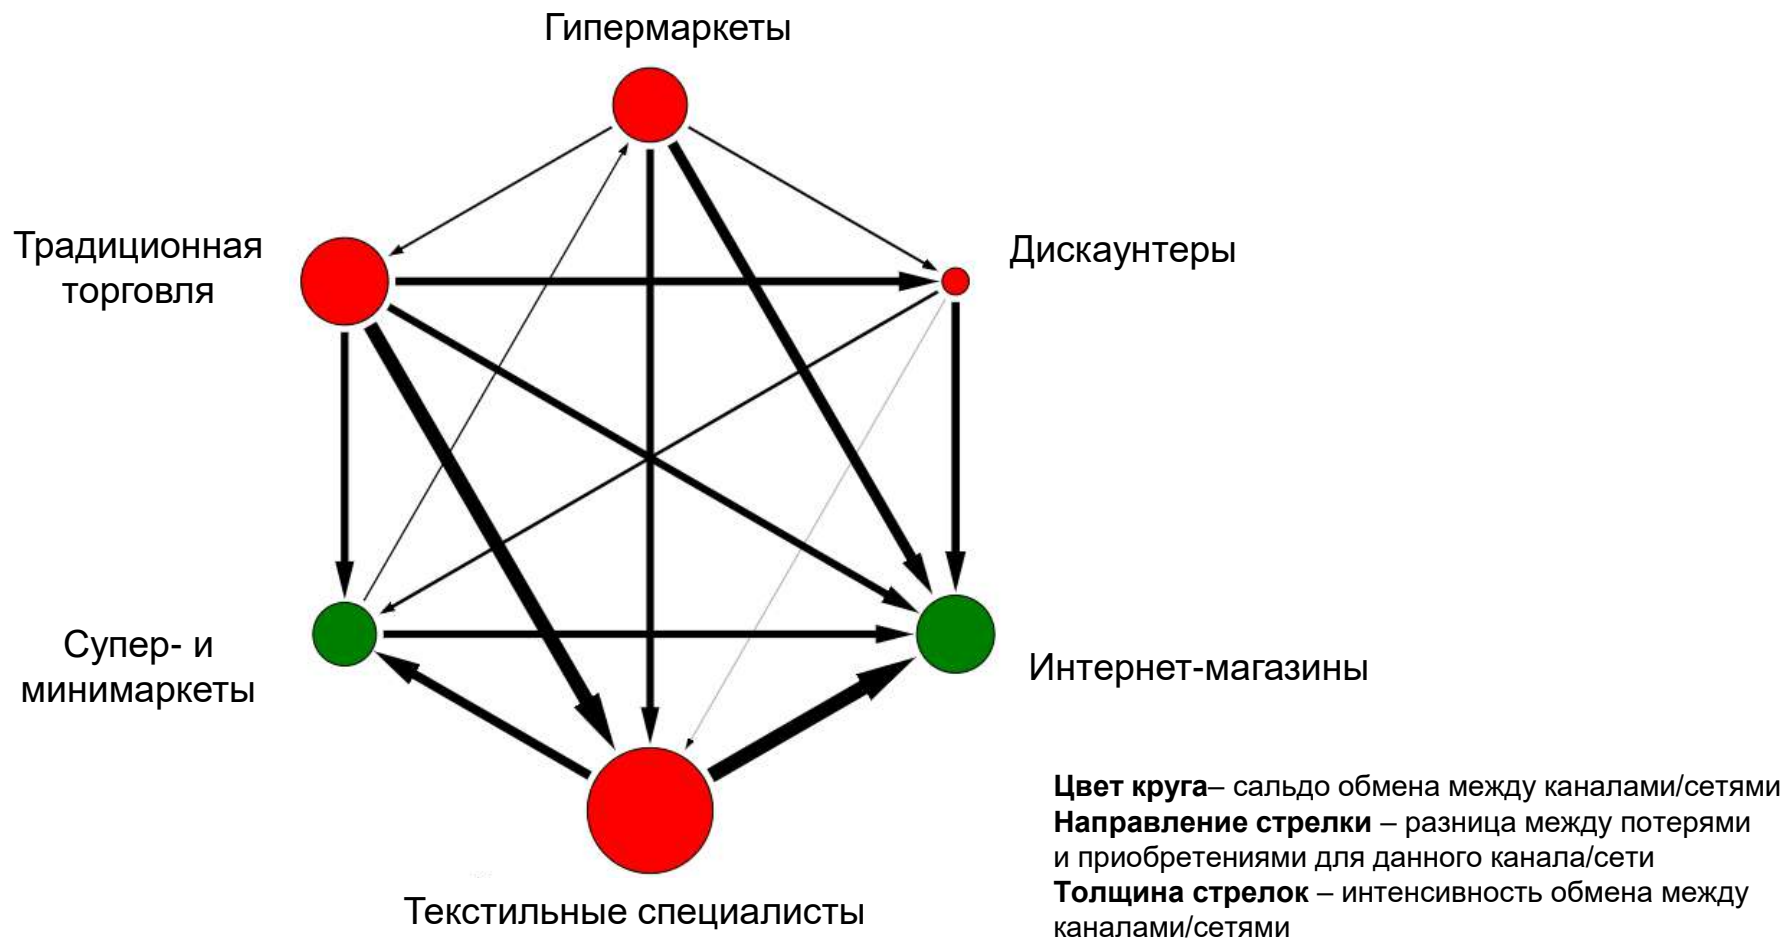 Гипермаркеты
Традиционная
торговля
Дискаунтеры
Супер- и
минимаркеты
Интернет-магазины
Текстильные специалисты
Цвет круга– сальдо обмена между каналами/сетями
Направление стрелки – разница между потерями
и приобретениями для данного канала/сети
Толщина стрелок – интенсивность обмена между
каналами/сетями